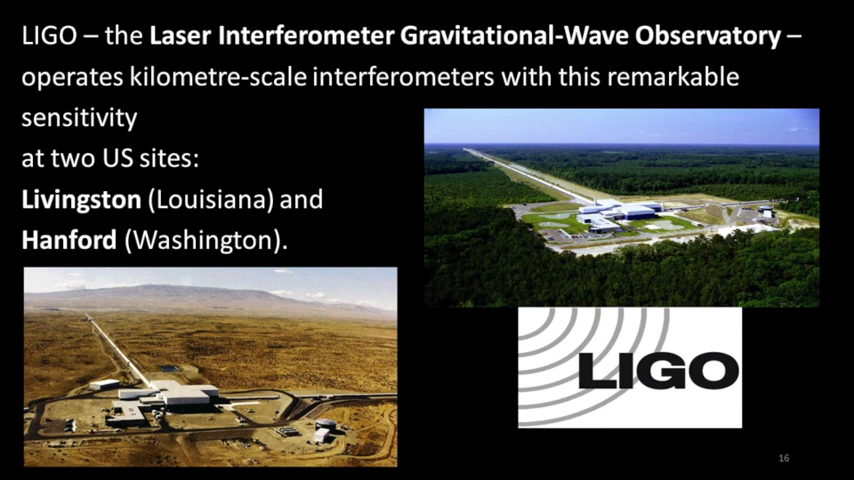 LIGO – the Laser Interferometer Gravitational-Wave Observatory –
operates kilometre-scale interferometers with this remarkable
sensitivity
at two US sites:
Livingston (Louisiana) and
Hanford (Washington).
LIGO
16